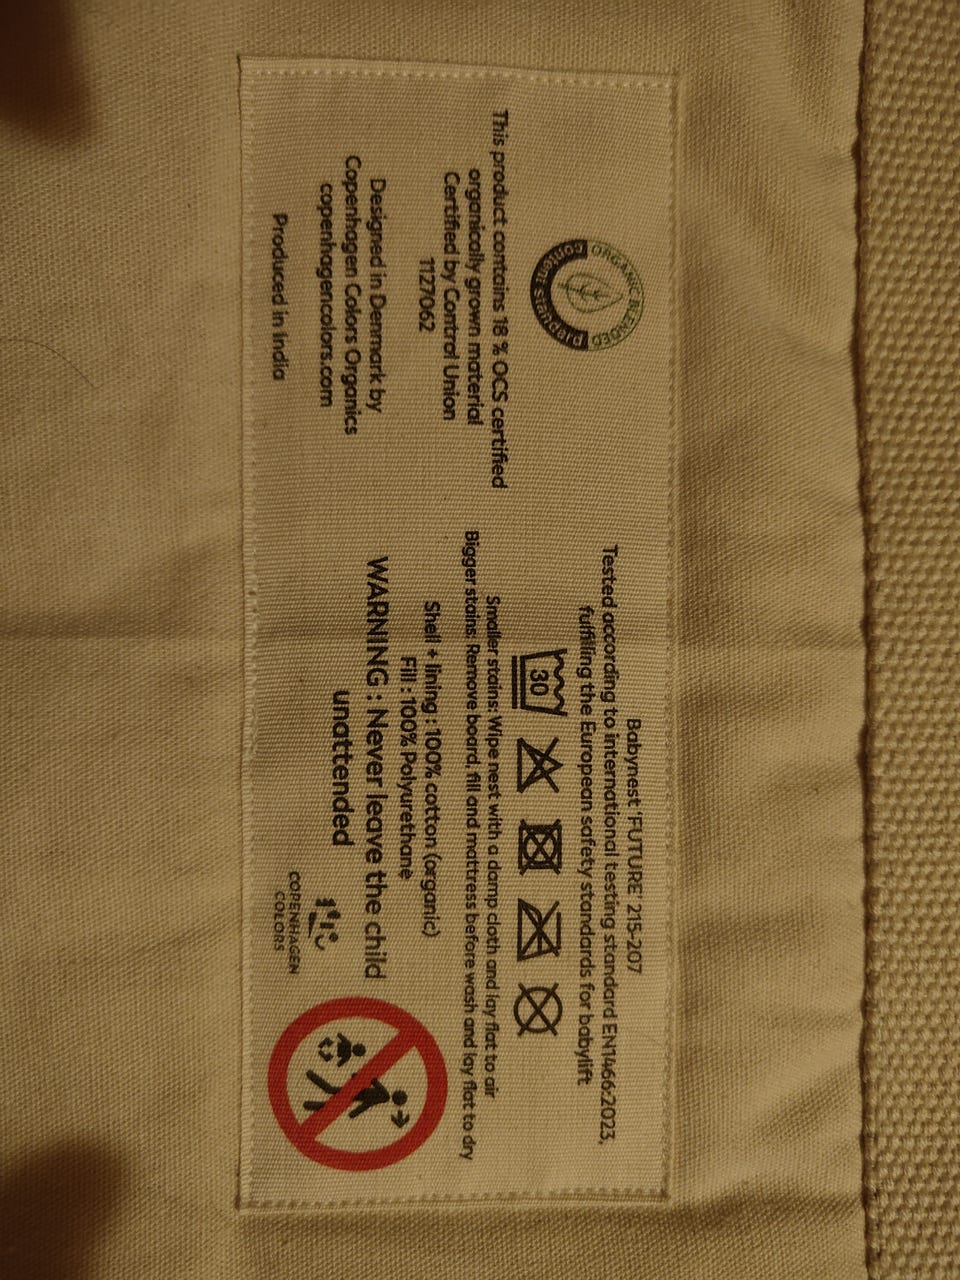 ORGANIC BLENDED
content standard
This product contains 18 % OCS certified
organically grown material
Certified by Control Union
1127062
Designed in Denmark by
Copenhagen Colors Organics
copenhagencolors.com
Produced in India
Babynest 'FUTURE' 215-207
Tested according to international testing standard EN1466:2023,
fulfilling the European safety standards for babylift
30
Smaller stains: Wipe nest with a damp cloth and lay flat to air
Bigger stains: Remove board, fill and mattress before wash and lay flat to dry
Shell + lining : 100% cotton (organic)
Fill : 100% Polyurethane
WARNING : Never leave the child
unattended
COPENHAGEN
COLORS